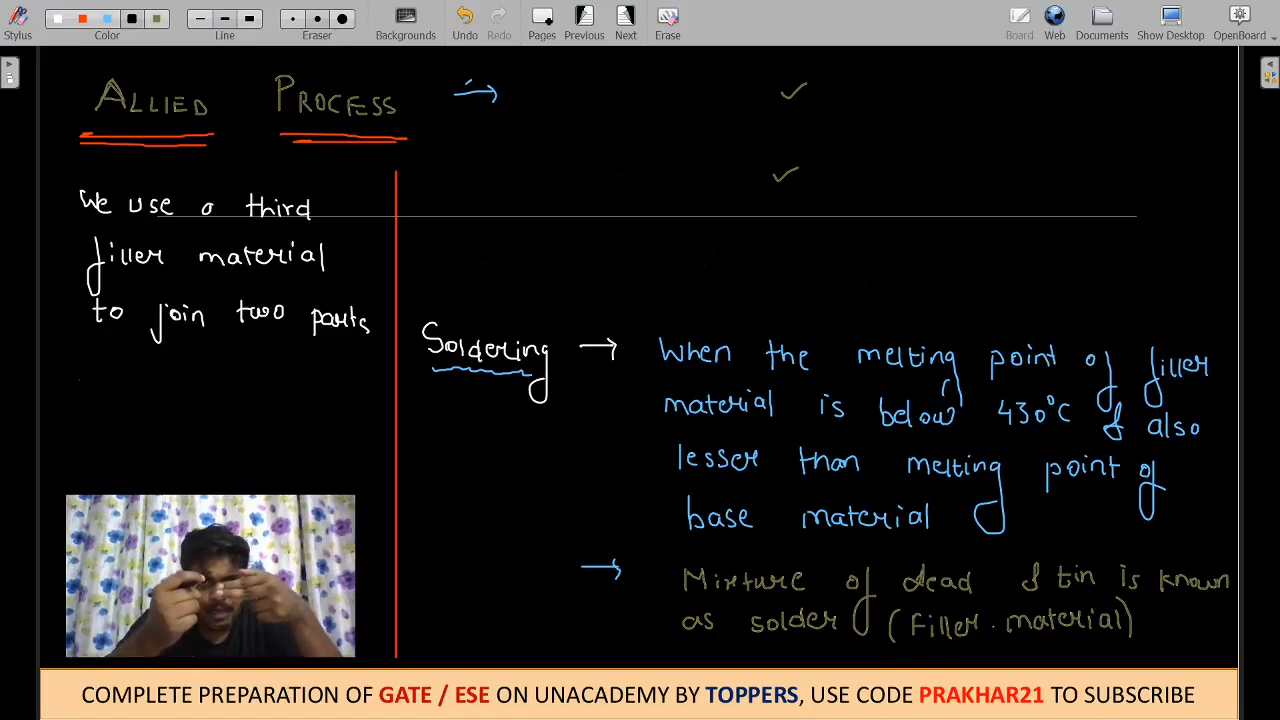 Stylus
Color
Line
Eraser
Backgrounds
Undo
Redo
Pages
Previous
Next
Erase
Board
Web
Documents
Show Desktop
OpenBoard
ALLIED PROCESS
We use a third
filler material
to join two parts
Soldering → When the melting point of filler
material is below 430°C & also
lesser than melting point of
base material
→ Mixture of dead & tin is known
as solder (Filler. material)
COMPLETE PREPARATION OF GATE / ESE ON UNACADEMY BY TOPPERS, USE CODE PRAKHAR21 TO SUBSCRIBE